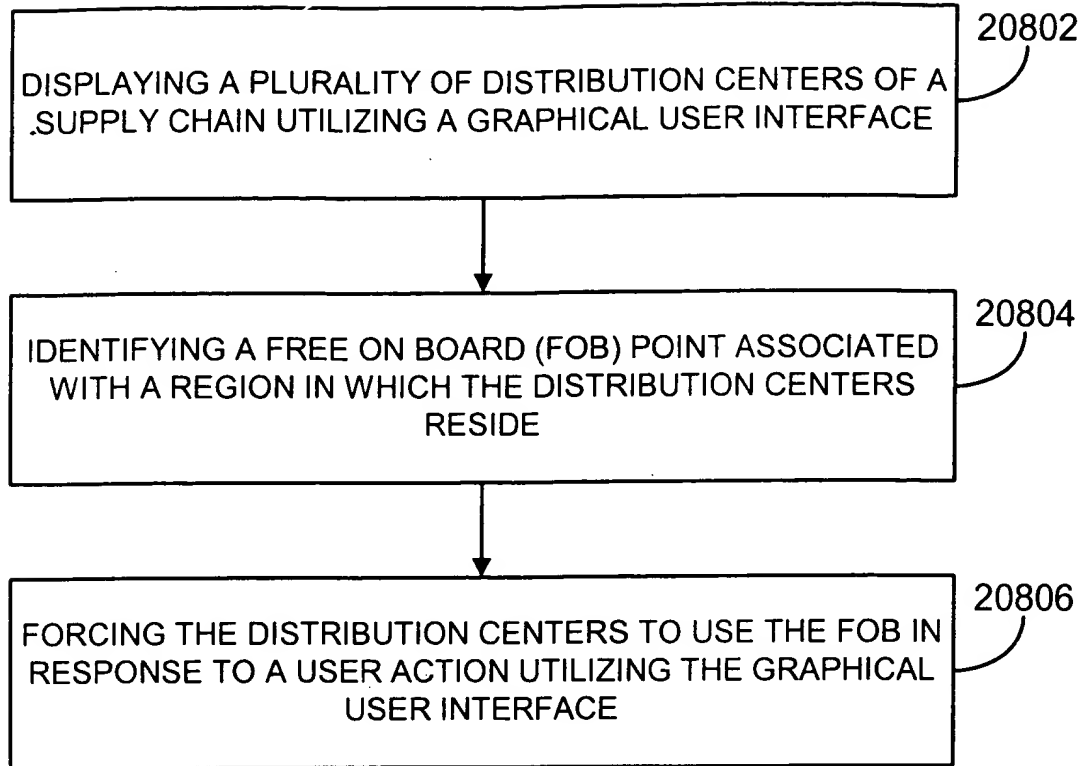 20802
DISPLAYING A PLURALITY OF DISTRIBUTION CENTERS OF A
SUPPLY CHAIN UTILIZING A GRAPHICAL USER INTERFACE
20804
IDENTIFYING A FREE ON BOARD (FOB) POINT ASSOCIATED
WITH A REGION IN WHICH THE DISTRIBUTION CENTERS
RESIDE
20806
FORCING THE DISTRIBUTION CENTERS TO USE THE FOB IN
RESPONSE TO A USER ACTION UTILIZING THE GRAPHICAL
USER INTERFACE